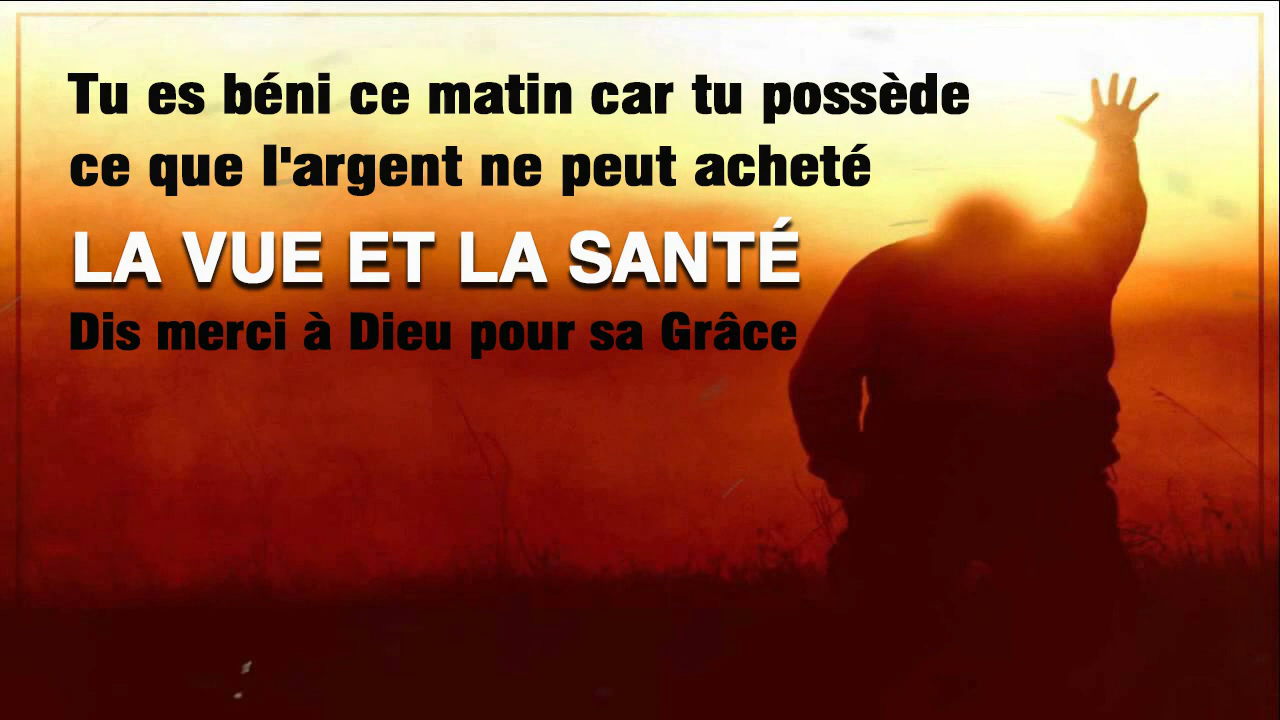 Tu es béni ce matin car tu possède
ce que l'argent ne peut acheté
LA VUE ET LA SANTÉ
Dis merci à Dieu pour sa Grâce